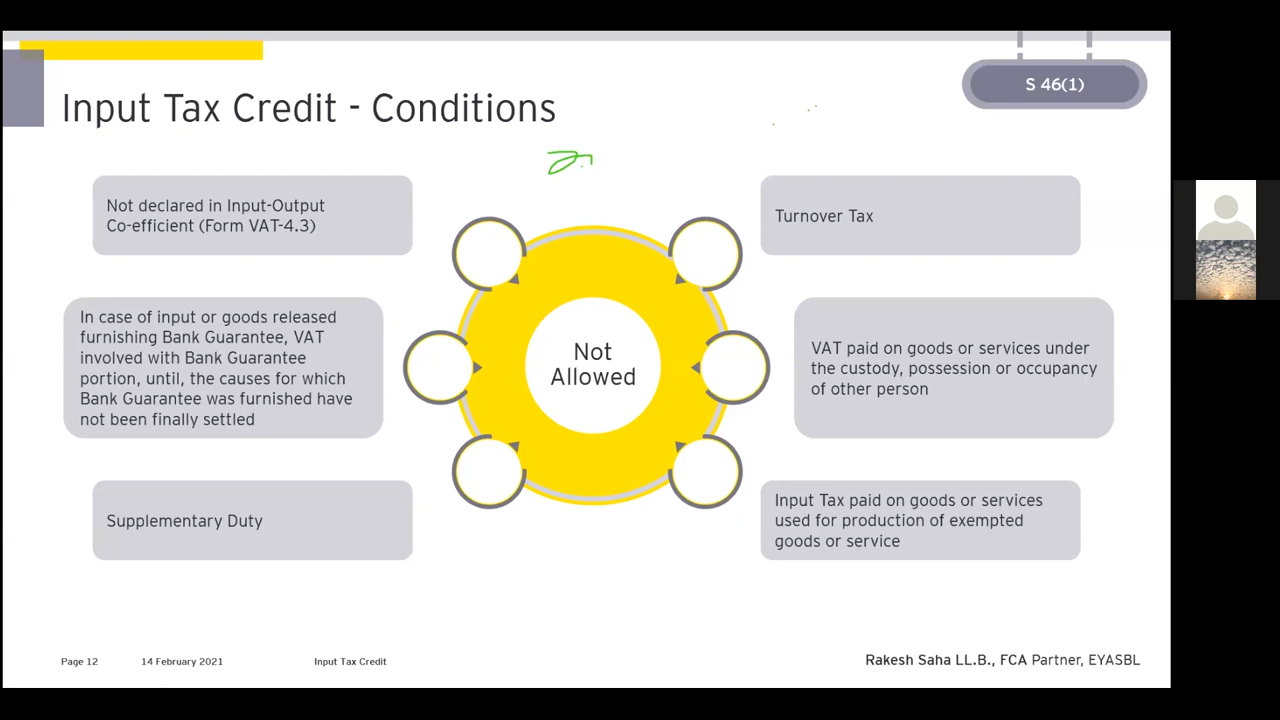 S 46(1)
Input Tax Credit - Conditions
Not declared in Input-Output
Co-efficient (Form VAT-4.3)
In case of input or goods released
furnishing Bank Guarantee, VAT
involved with Bank Guarantee
portion, until, the causes for which
Bank Guarantee was furnished have
not been finally settled
Supplementary Duty
Not
Allowed
Turnover Tax
VAT paid on goods or services under
the custody, possession or occupancy
of other person
Input Tax paid on goods or services
used for production of exempted
goods or service
Page 12
14 February 2021
Input Tax Credit
Rakesh Saha LL.B., FCA Partner, EYASBL